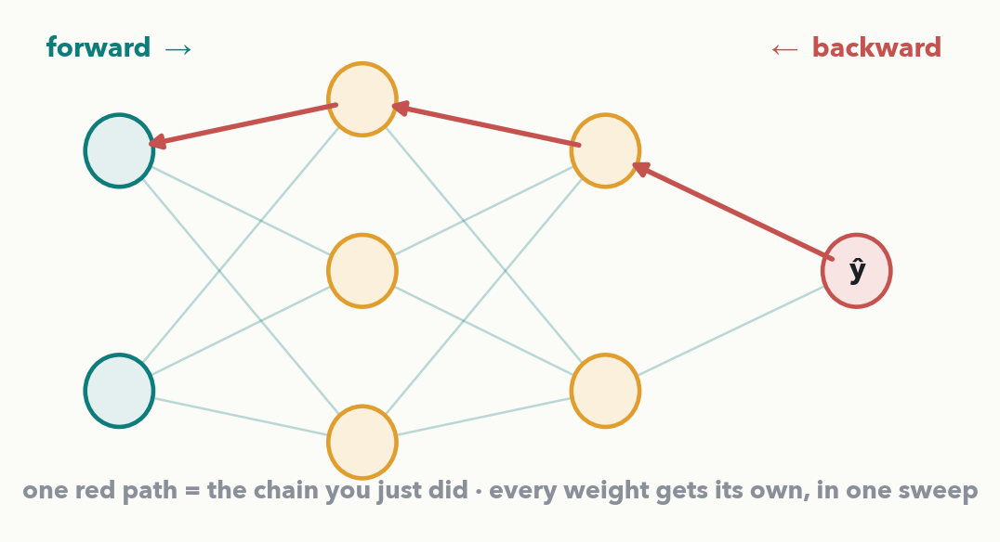 forward →
← backward
ŷ
one red path = the chain you just did · every weight gets its own, in one sweep